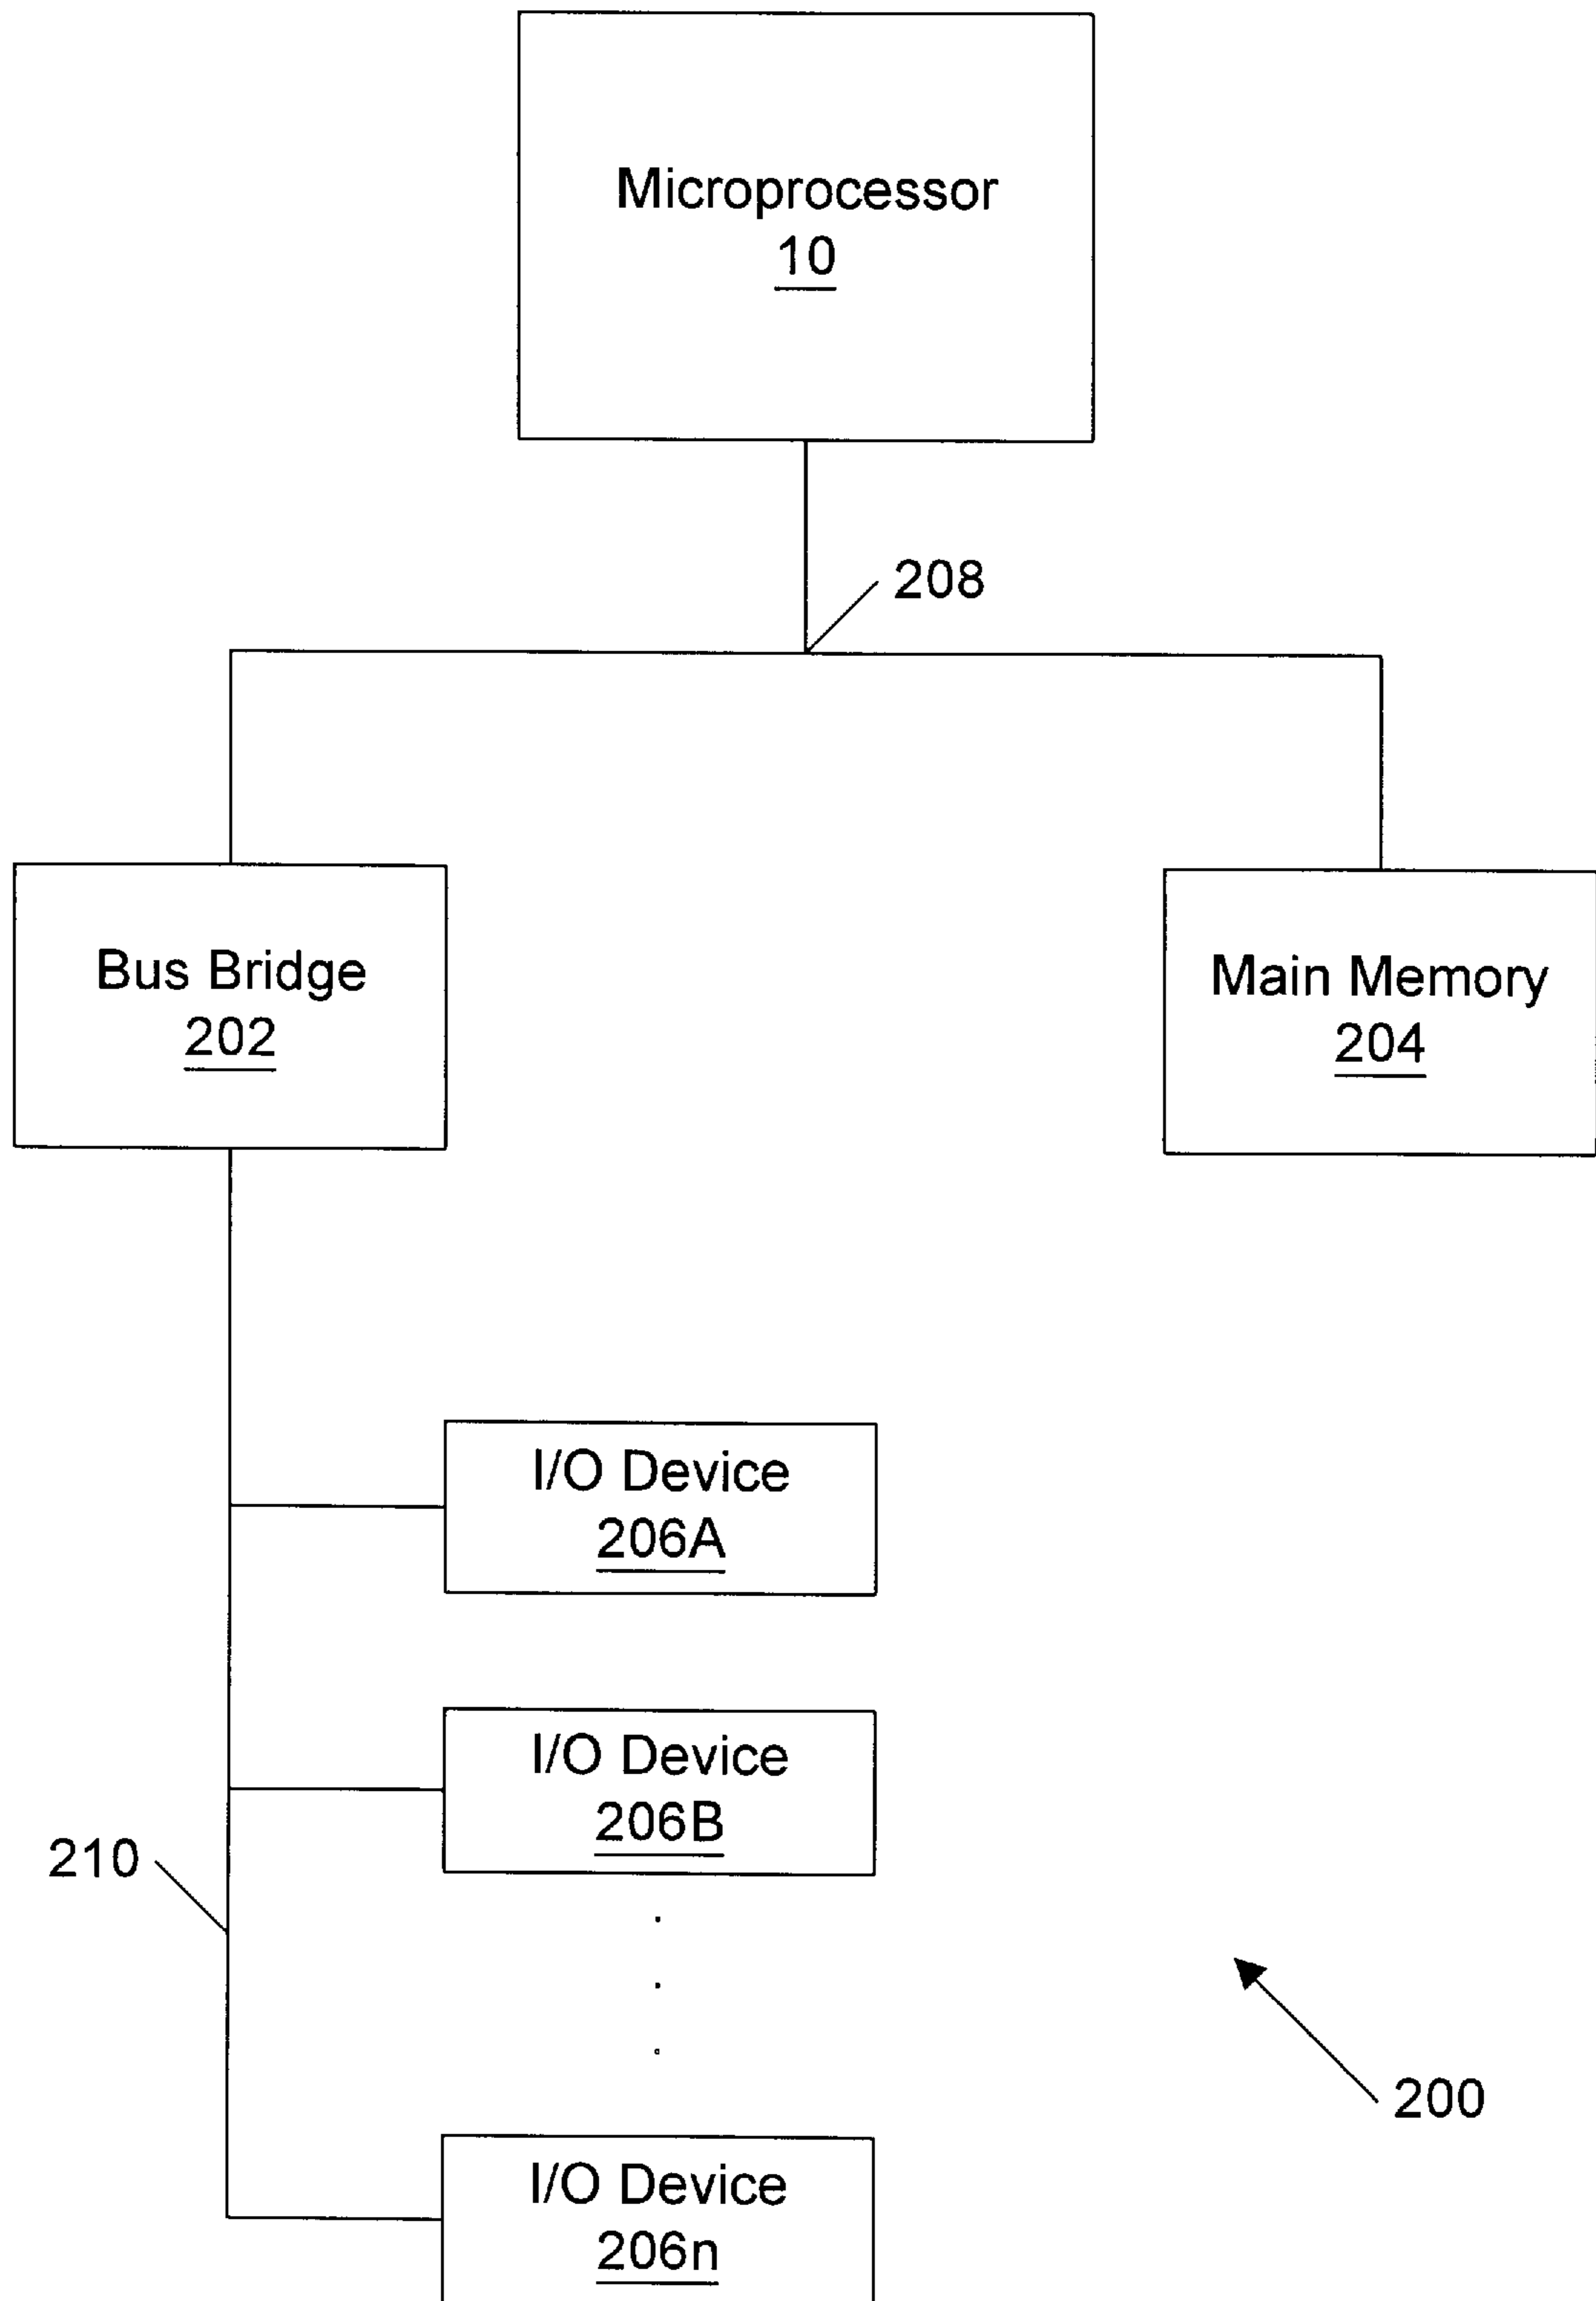 Microprocessor
10
208
Bus Bridge
202
Main Memory
204
I/O Device
206A
I/O Device
206B
210
200
I/O Device
206n